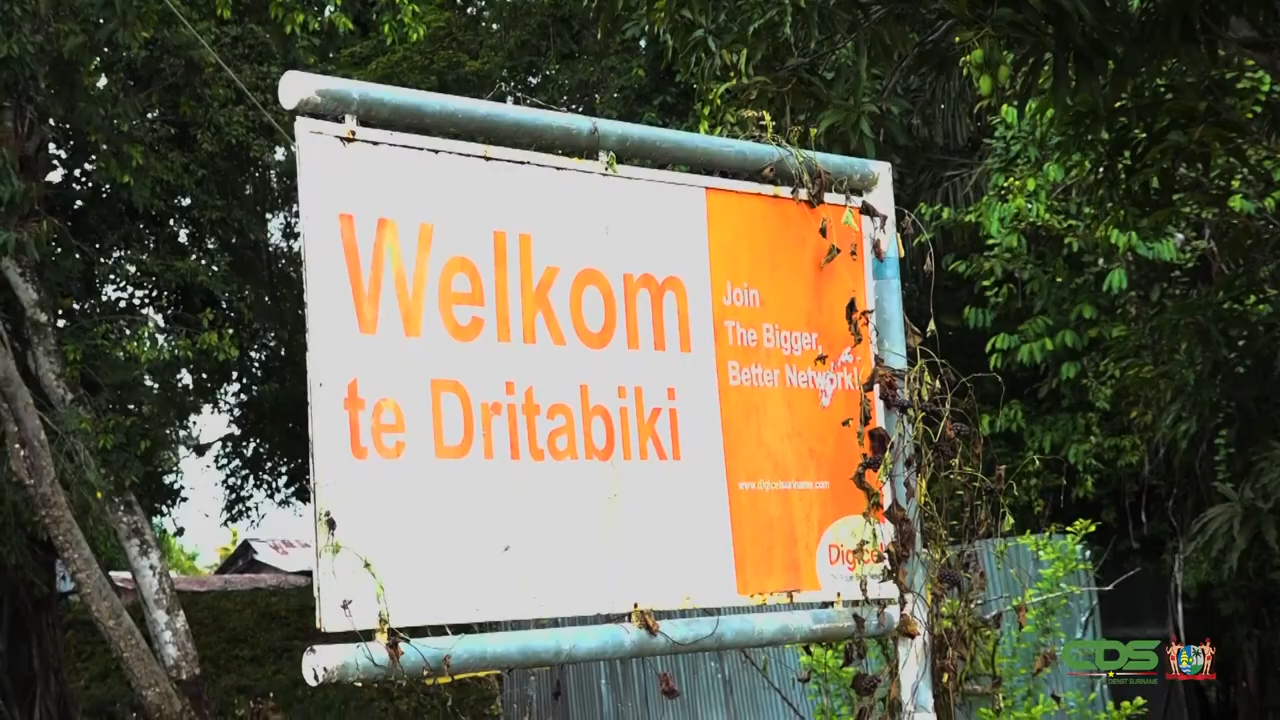 Welkom
te Dritabiki
Join
The Bigger,
Better Network!
www.digicelsuriname.com
Digicel
CDS
DIENST SURINAME